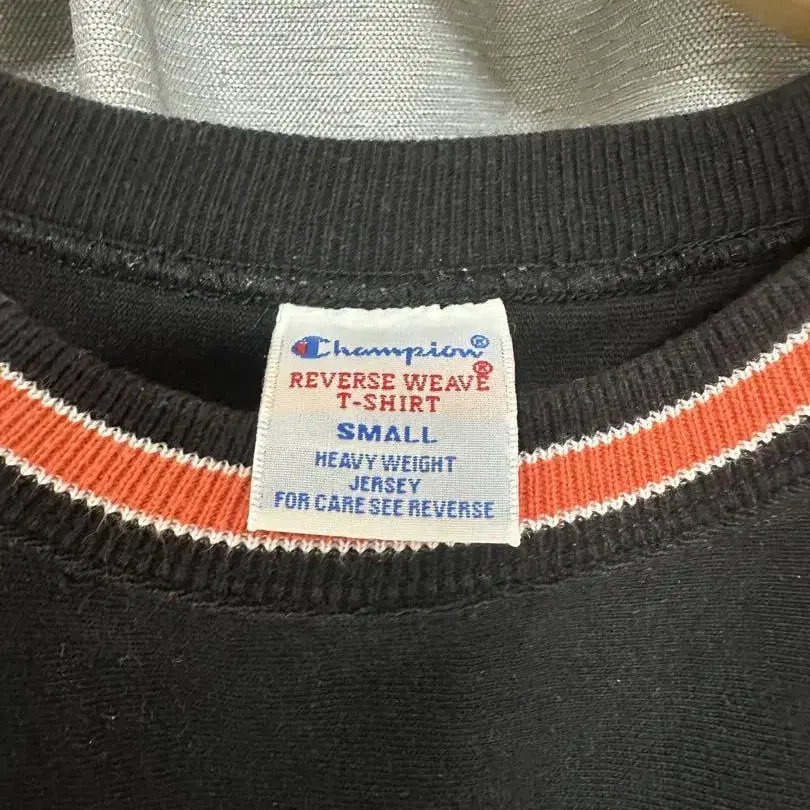 Champion®
REVERSE WEAVE®
T-SHIRT
SMALL
HEAVY WEIGHT
JERSEY
FOR CARE SEE REVERSE